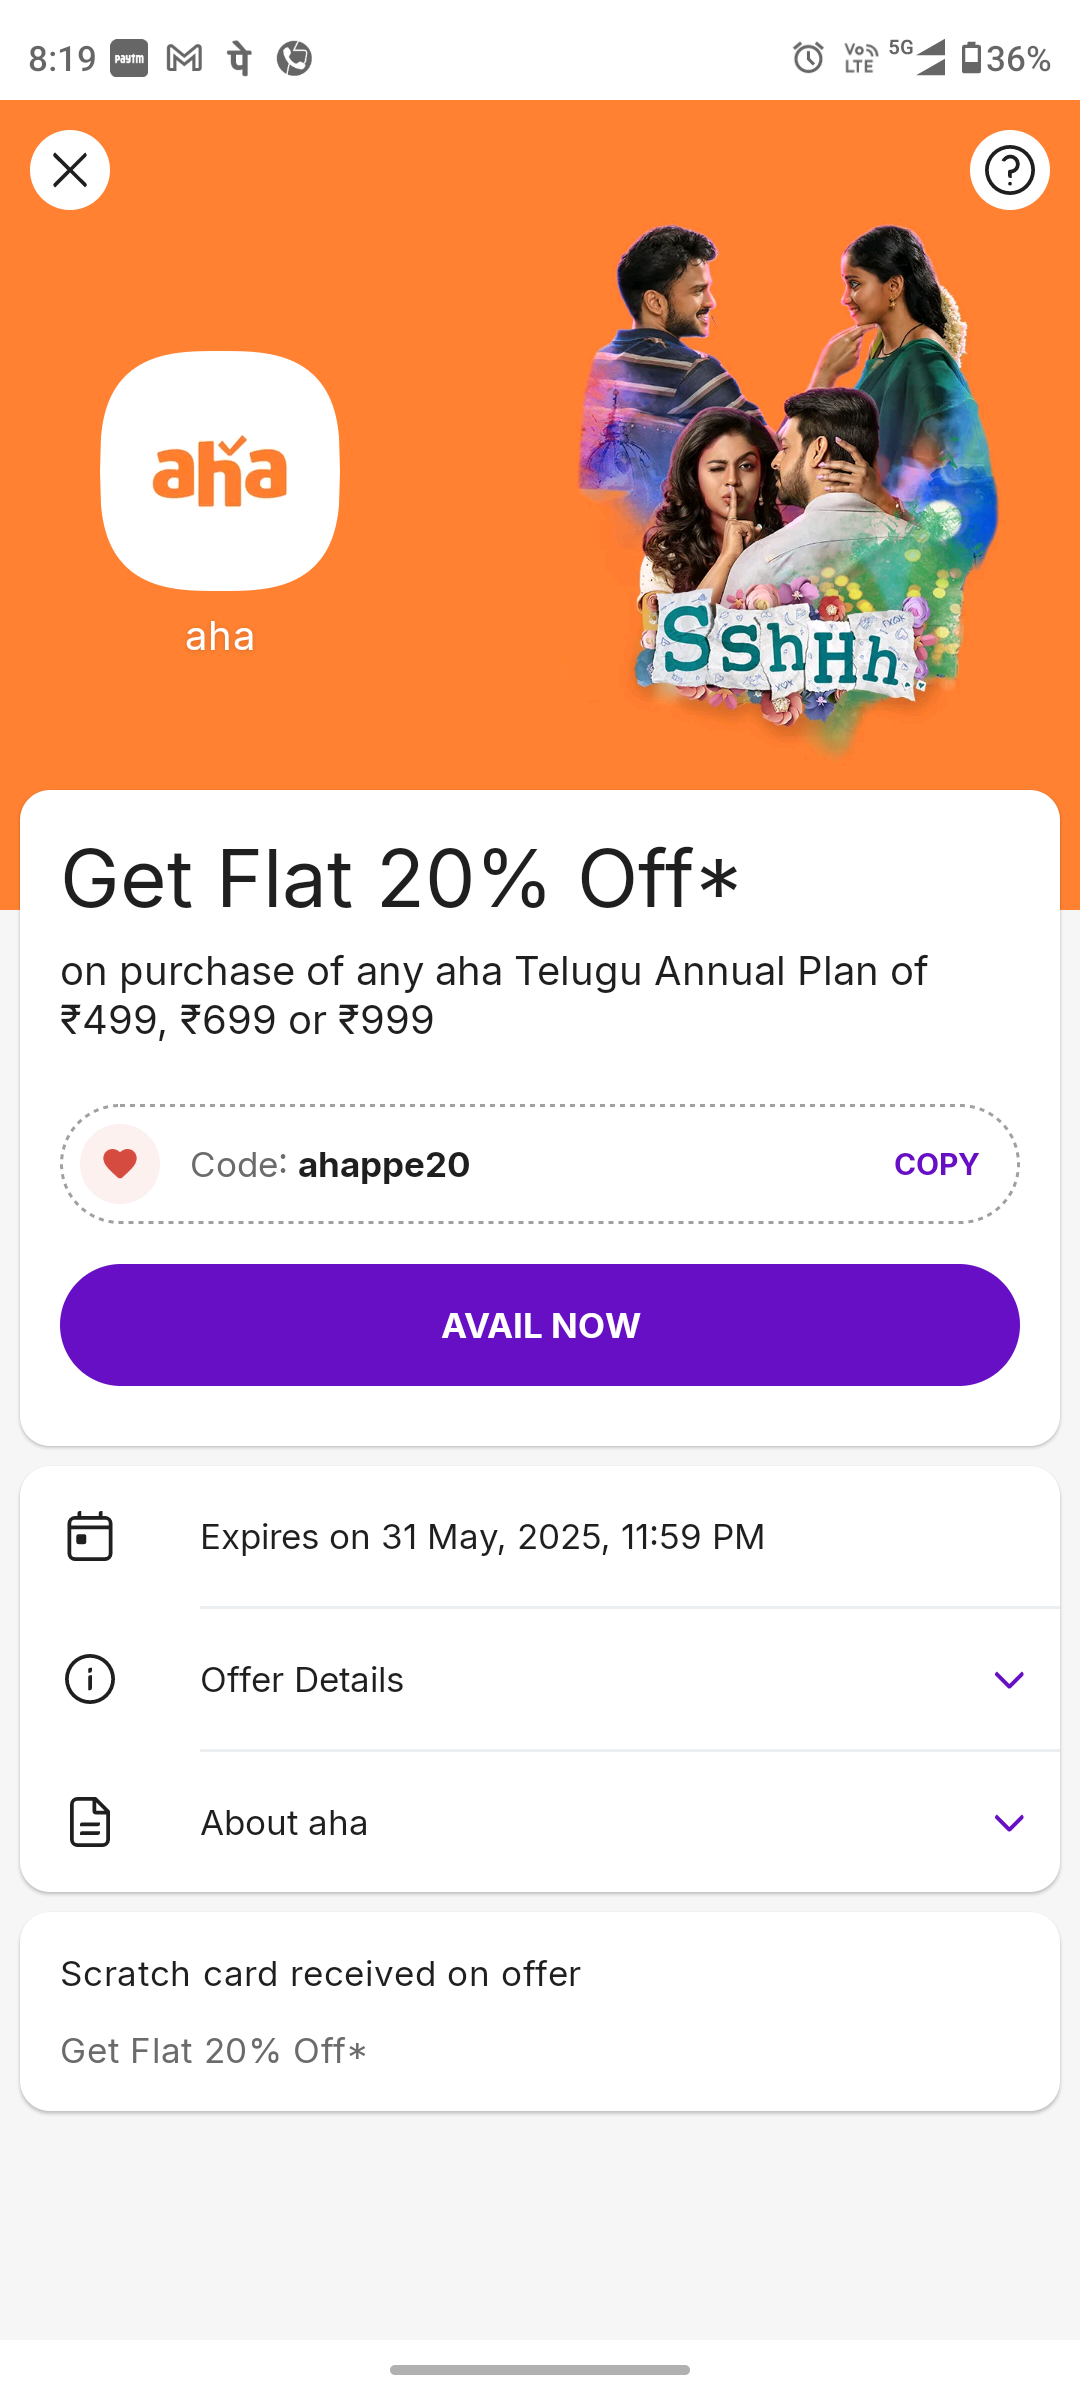 8:19 paytm पे Vo LTE 5G 36%
aha
aha
SshHh
Get Flat 20% Off*
on purchase of any aha Telugu Annual Plan of
₹499, ₹699 or ₹999
Code: ahappe20 COPY
AVAIL NOW
Expires on 31 May, 2025, 11:59 PM
Offer Details
About aha
Scratch card received on offer
Get Flat 20% Off*